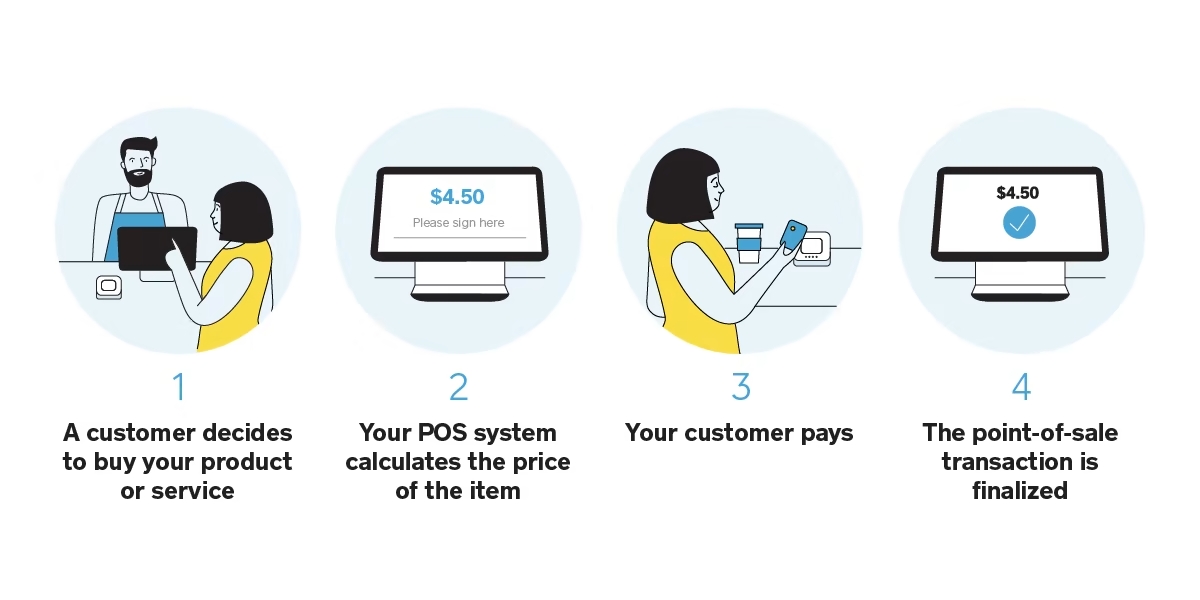 $4.50
Please sign here
$4.50
1
A customer decides
to buy your product
or service
2
Your POS system
calculates the price
of the item
3
Your customer pays
4
The point-of-sale
transaction is
finalized